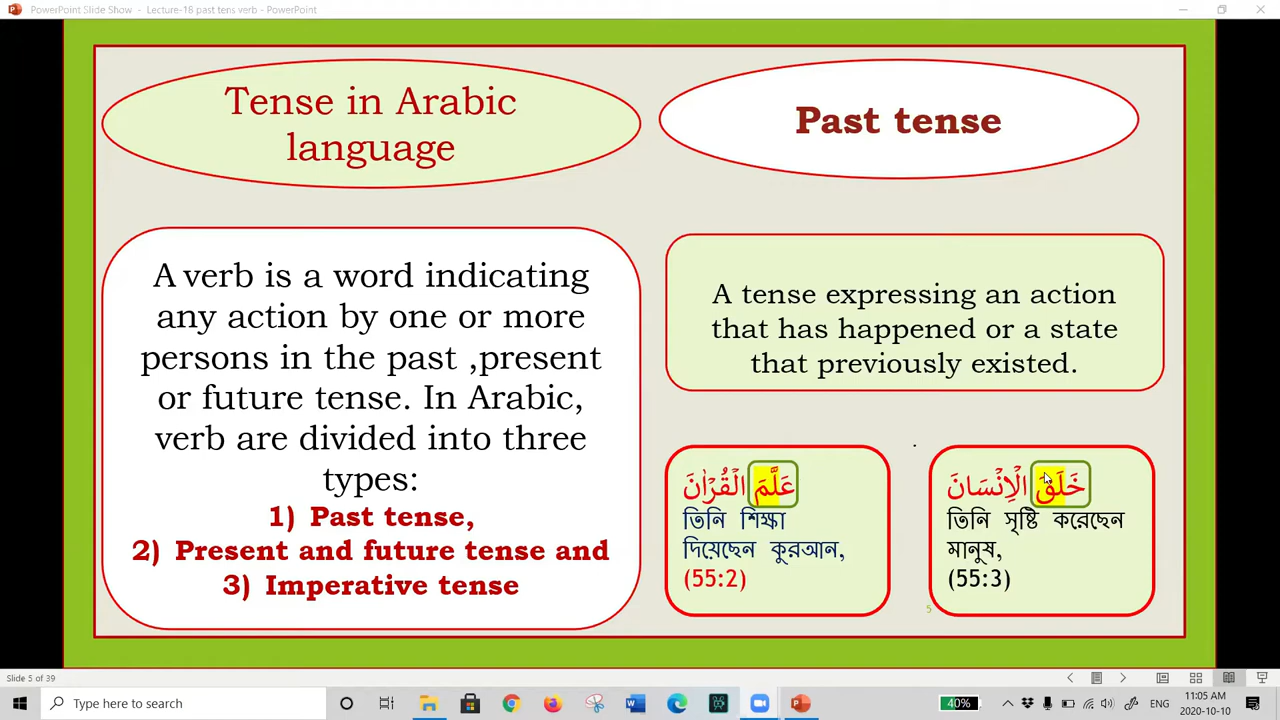 PowerPoint Slide Show - Lecture-18 past tens verb - PowerPoint
Tense in Arabic
language
A verb is a word indicating
any action by one or more
persons in the past ,present
or future tense. In Arabic,
verb are divided into three
types:
1) Past tense,
2) Present and future tense and
3) Imperative tense
Past tense
A tense expressing an action
that has happened or a state
that previously existed.
عَلَّمَ الْقُرْاٰنَ
তিনি শিক্ষা
দিয়েছেন কুরআন,
(55:2)
خَلَقَ الْاِنْسَانَ
তিনি সৃষ্টি করেছেন
মানুষ,
(55:3)
5
Slide 5 of 39
Type here to search
40%
ENG
11:05 AM
2020-10-10